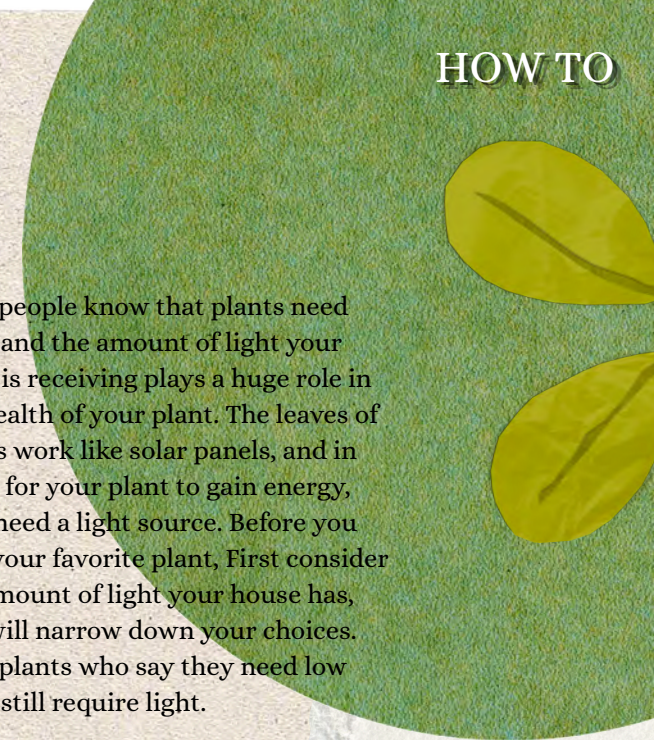 HOW TO
people know that plants need
and the amount of light your
is receiving plays a huge role in
ealth of your plant. The leaves of
s work like solar panels, and in
for your plant to gain energy,
need a light source. Before you
your favorite plant, First consider
mount of light your house has,
will narrow down your choices.
plants who say they need low
still require light.